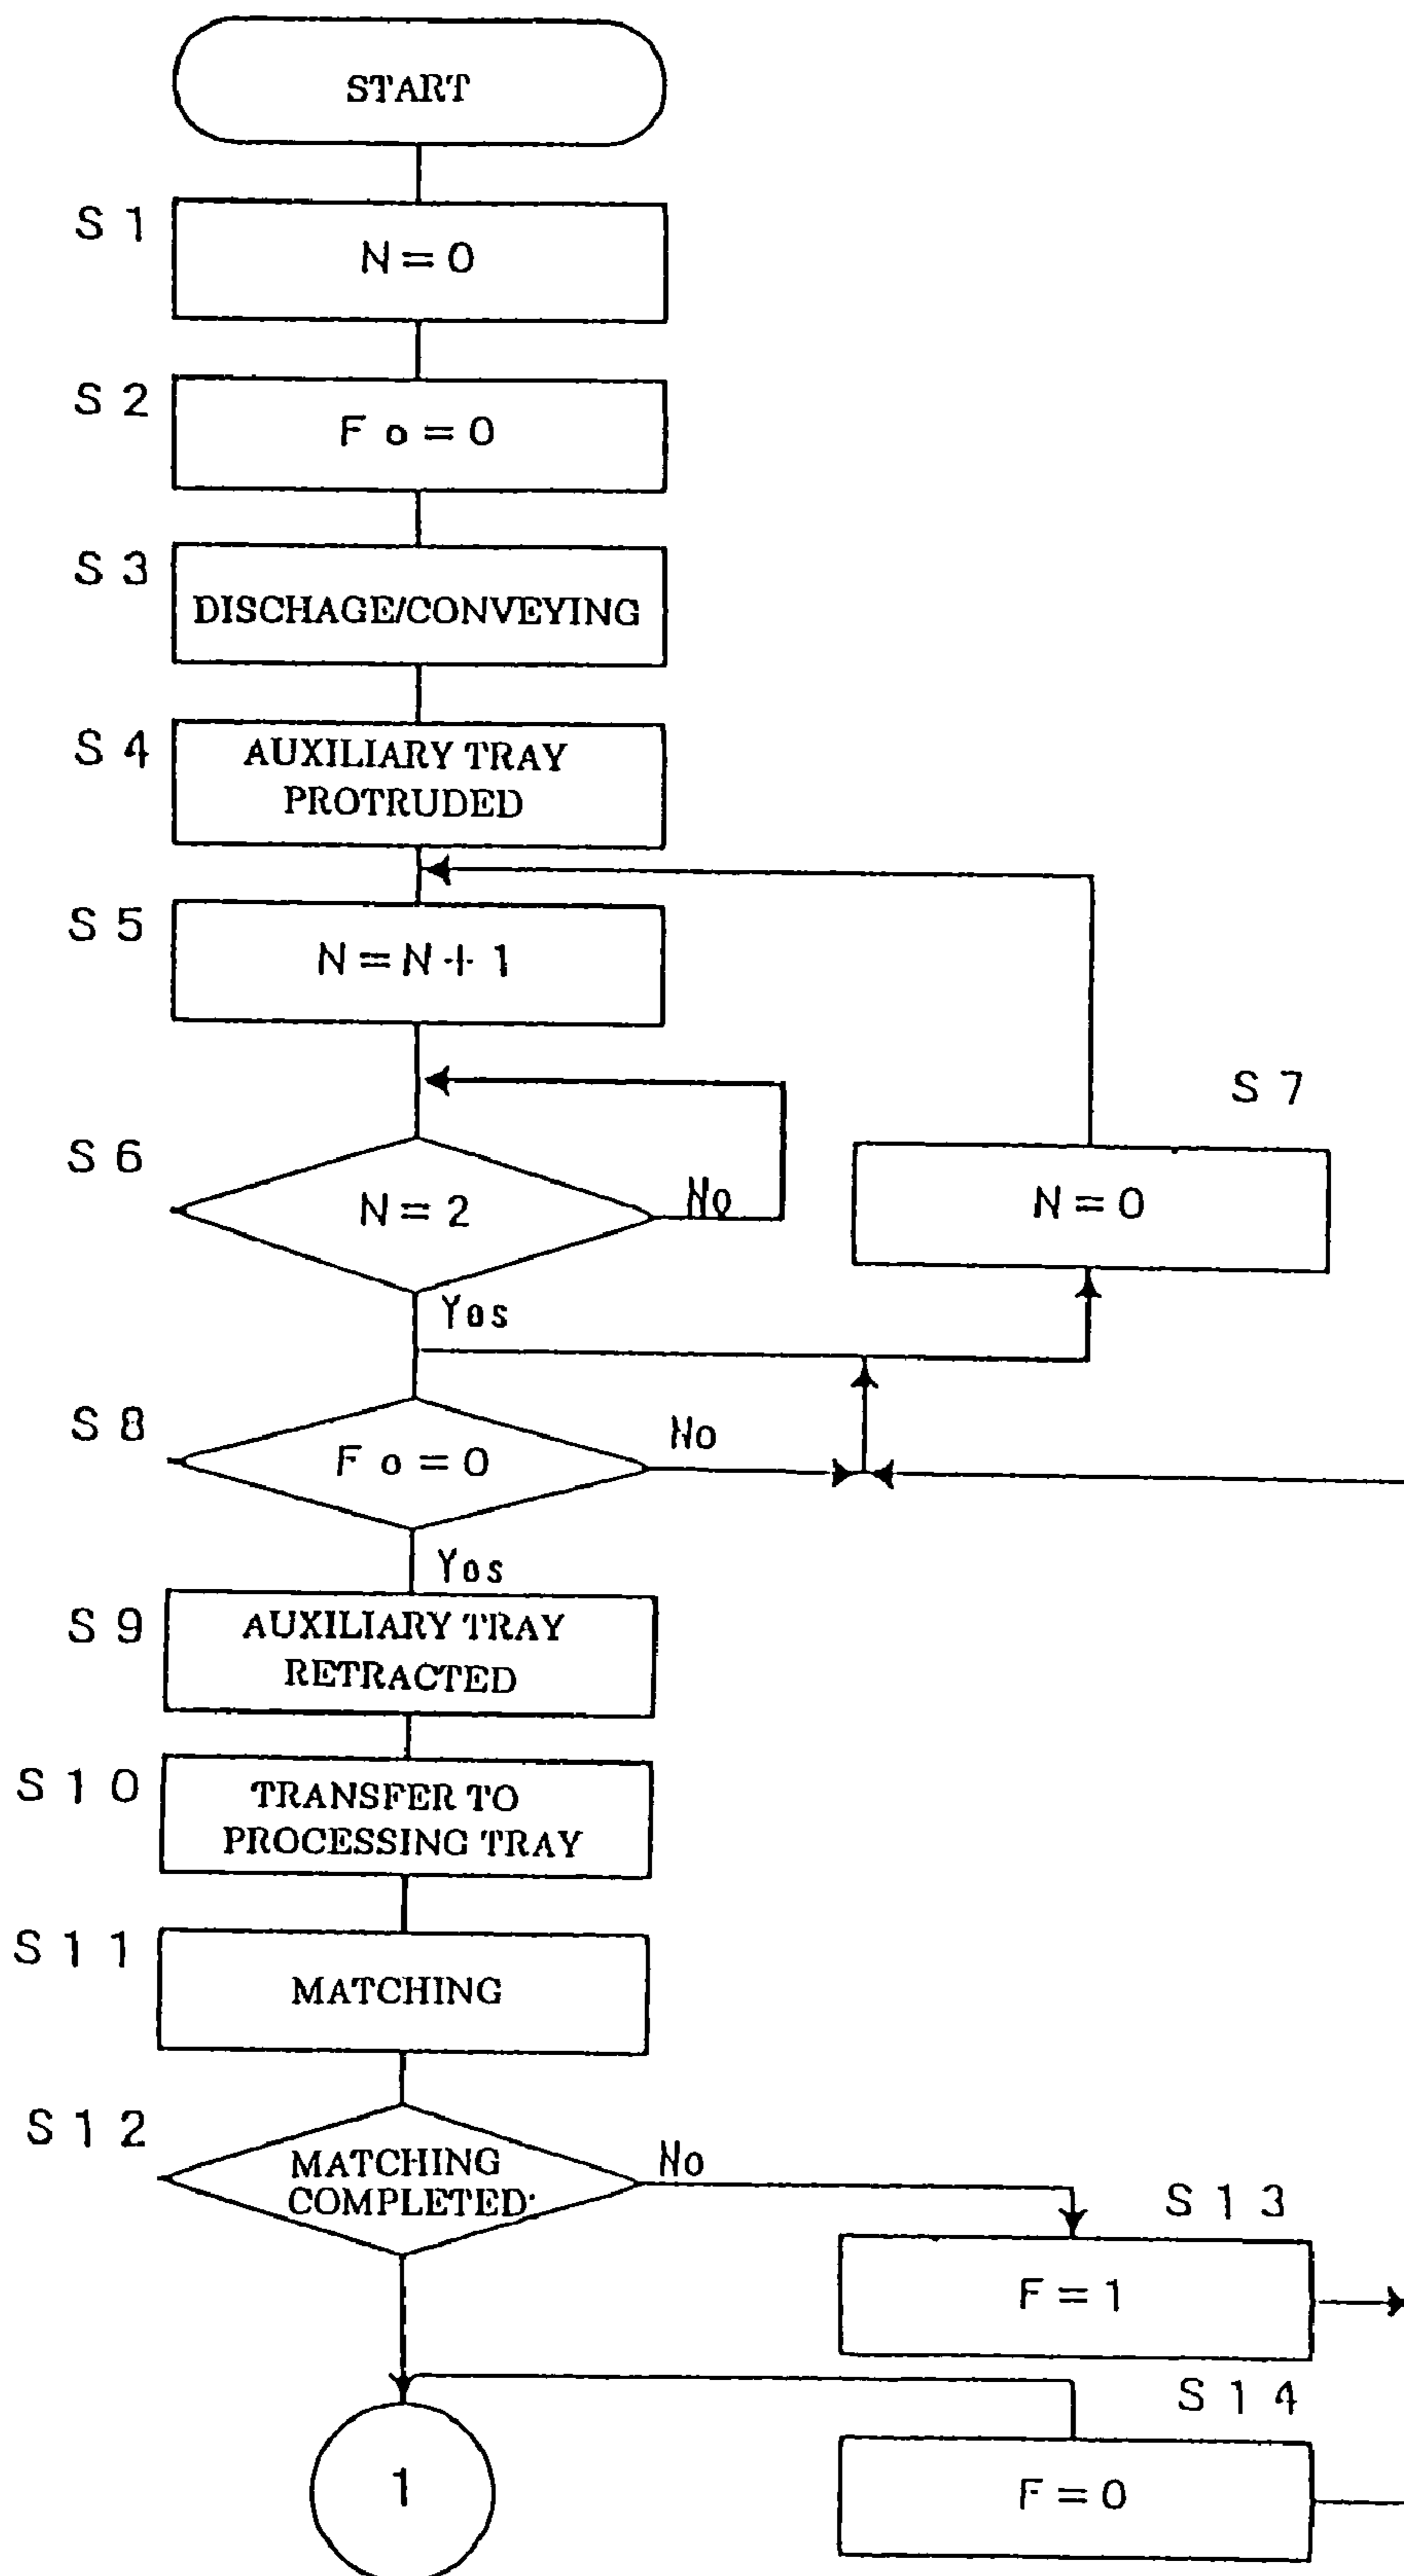 START
S 1
N = 0
S 2
F o = 0
S 3
DISCHAGE/CONVEYING
S 4
AUXILIARY TRAY
PROTRUDED
S 5
N = N + 1
S 6
N = 2
No
S 7
N = 0
Yes
S 8
F o = 0
No
Yes
S 9
AUXILIARY TRAY
RETRACTED
S 1 0
TRANSFER TO
PROCESSING TRAY
S 1 1
MATCHING
S 1 2
MATCHING
COMPLETED
No
S 1 3
F = 1
S 1 4
F = 0
1